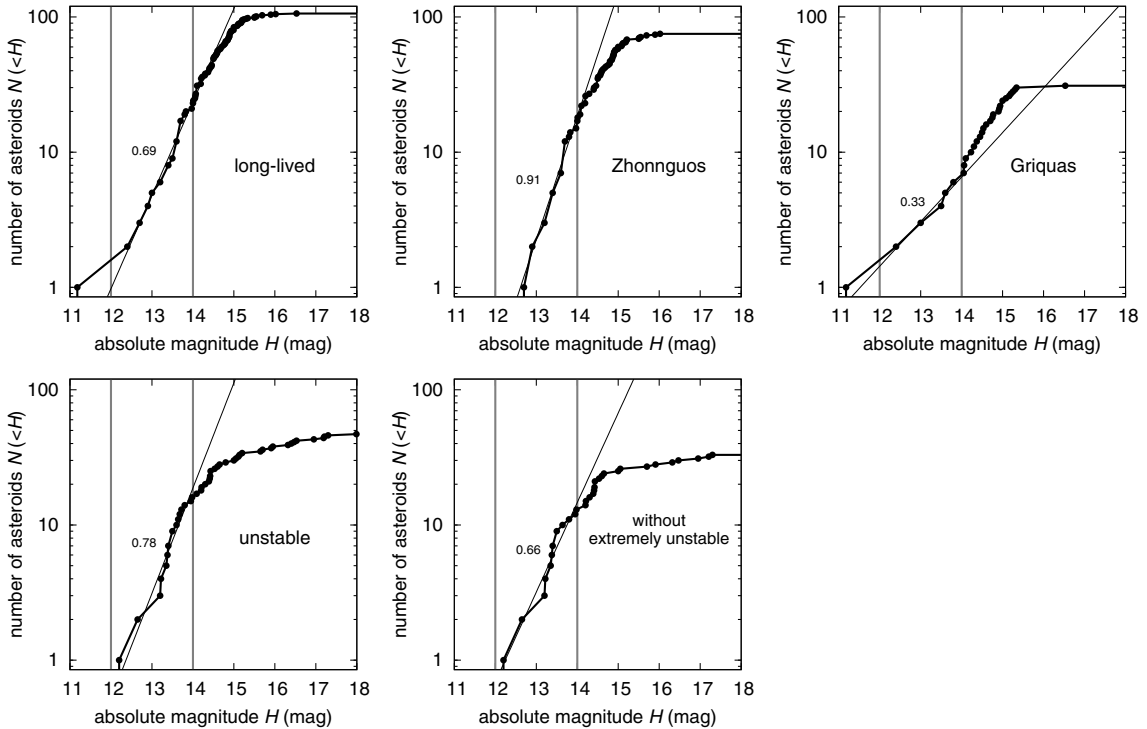 number of asteroids N (<H)
100
10
1
0.69
long-lived
11 12 13 14 15 16 17 18
absolute magnitude H (mag)
number of asteroids N (<H)
100
10
1
0.91
Zhonnguos
11 12 13 14 15 16 17 18
absolute magnitude H (mag)
number of asteroids N (<H)
100
10
1
0.33
Griquas
11 12 13 14 15 16 17 18
absolute magnitude H (mag)
number of asteroids N (<H)
100
10
1
0.78
unstable
11 12 13 14 15 16 17 18
absolute magnitude H (mag)
number of asteroids N (<H)
100
10
1
0.66
without
extremely unstable
11 12 13 14 15 16 17 18
absolute magnitude H (mag)